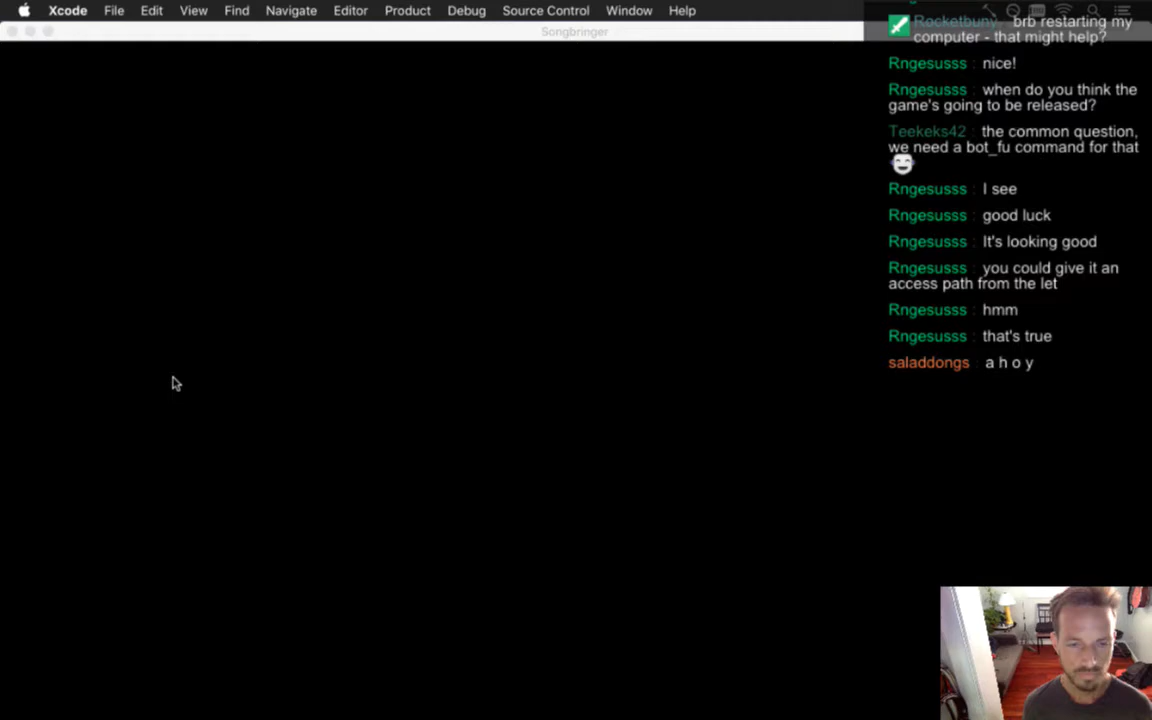 Xcode File Edit View Find Navigate Editor Product Debug Source Control Window Help
Songbringer
Rocketbuny: brb restarting my
computer - that might help?
Rngesusss : nice!
Rngesusss : when do you think the
game's going to be released?
Teekeks42 : the common question,
we need a bot_fu command for that
Rngesusss : I see
Rngesusss : good luck
Rngesusss : It's looking good
Rngesusss : you could give it an
access path from the let
Rngesusss : hmm
Rngesusss : that's true
saladdongs : a h o y